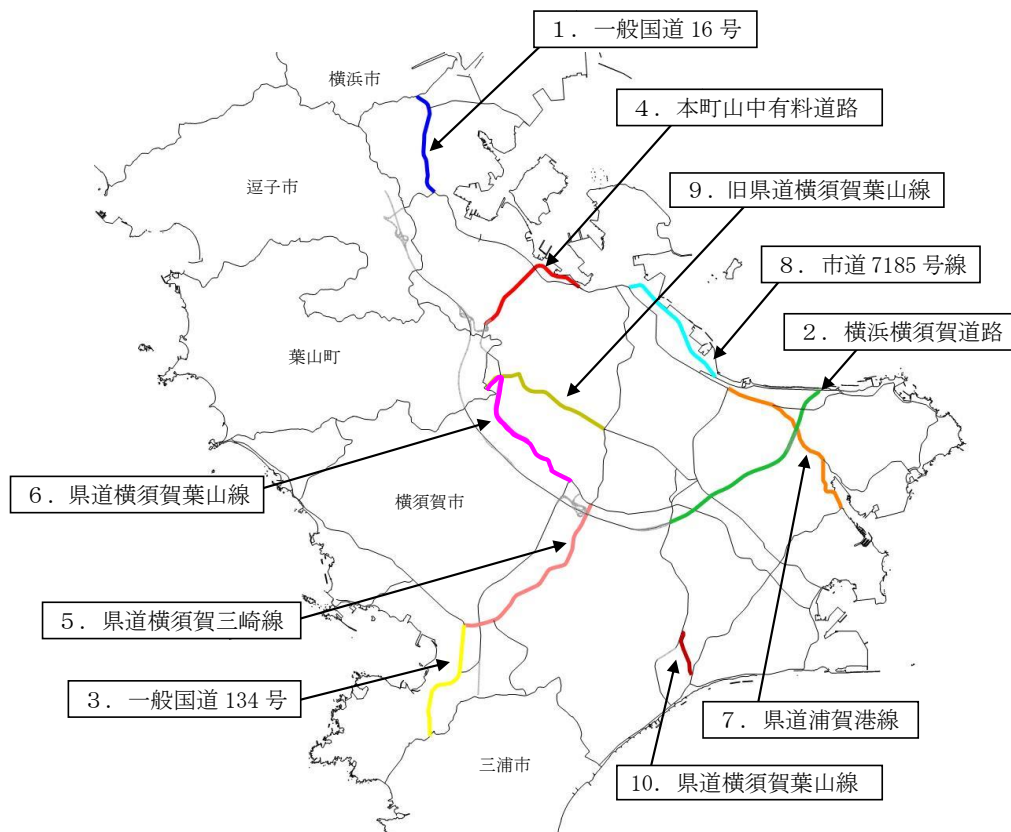 １．一般国道 16 号
横浜市
４．本町山中有料道路
逗子市
９．旧県道横須賀葉山線
８．市道 7185 号線
２．横浜横須賀道路
葉山町
６．県道横須賀葉山線
横須賀市
５．県道横須賀三崎線
３．一般国道 134 号
７．県道浦賀港線
三浦市
10．県道横須賀葉山線